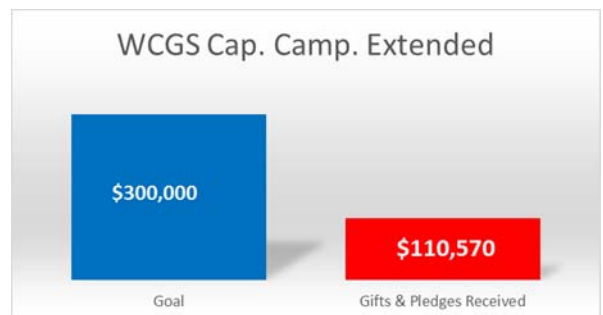 WCGS Cap. Camp. Extended
$300,000
$110,570
Goal
Gifts & Pledges Received